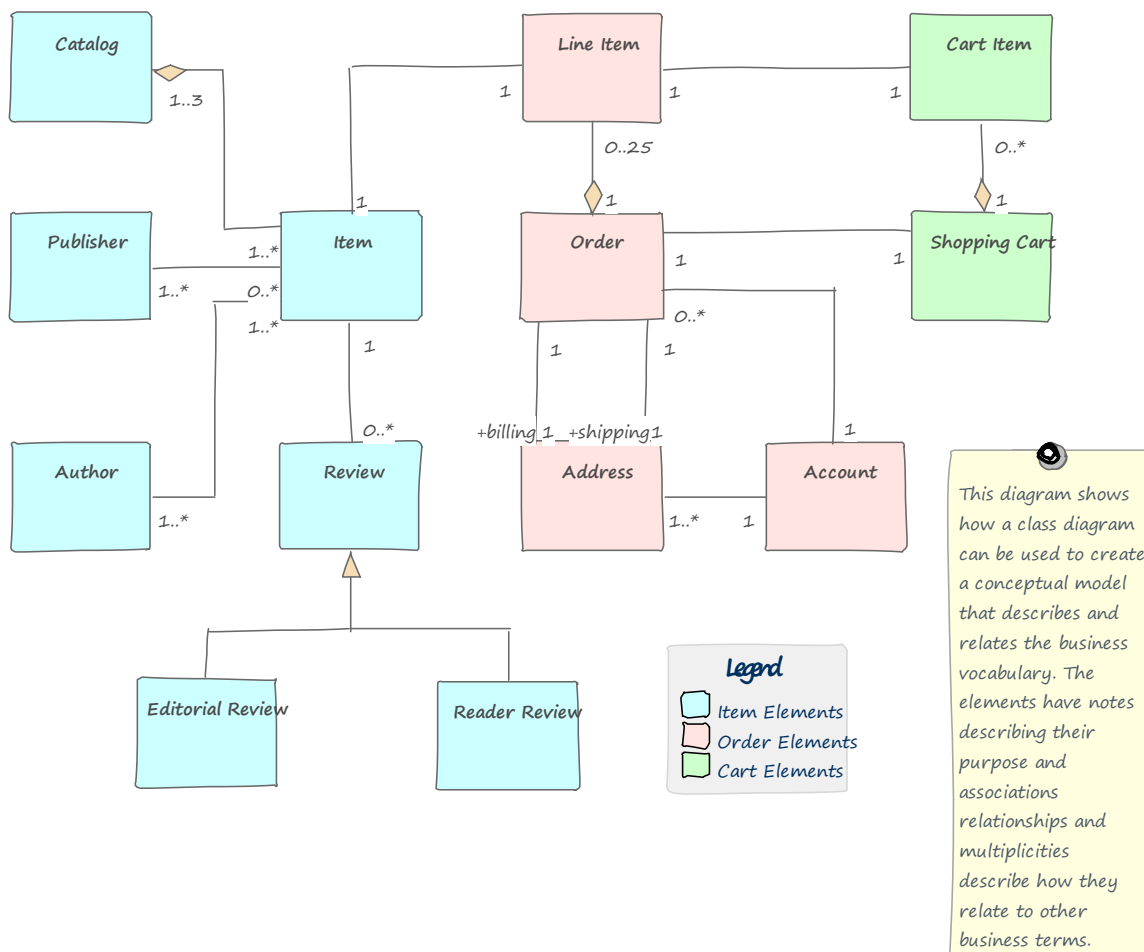 Catalog
Line Item
Cart Item
1..3
1
1
1
0..25
0..*
1
1
1
Publisher
Item
Order
Shopping Cart
1..*
1
1
1..*
0..*
0..*
1..*
1
1
1
+billing 1
+shipping 1
1
0..*
Author
Review
Address
Account
1..*
1..*
1
This diagram shows
how a class diagram
can be used to create
a conceptual model
that describes and
relates the business
vocabulary. The
elements have notes
describing their
purpose and
associations
relationships and
multiplicities
describe how they
relate to other
business terms.
Editorial Review
Reader Review
Legend
Item Elements
Order Elements
Cart Elements